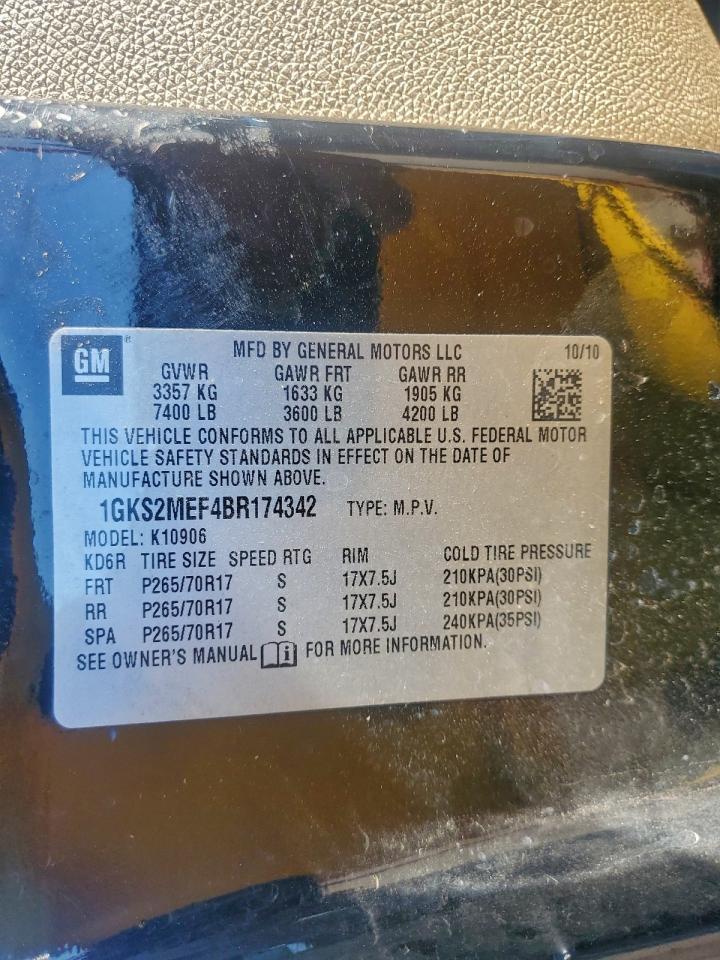 GM
MFD BY GENERAL MOTORS LLC 10/10
GVWR GAWR FRT GAWR RR
3357 KG 1633 KG 1905 KG
7400 LB 3600 LB 4200 LB
THIS VEHICLE CONFORMS TO ALL APPLICABLE U.S. FEDERAL MOTOR
VEHICLE SAFETY STANDARDS IN EFFECT ON THE DATE OF
MANUFACTURE SHOWN ABOVE.
1GKS2MEF4BR174342 TYPE: M.P.V.
MODEL: K10906
KD6R TIRE SIZE SPEED RTG RIM COLD TIRE PRESSURE
FRT P265/70R17 S 17X7.5J 210KPA(30PSI)
RR P265/70R17 S 17X7.5J 210KPA(30PSI)
SPA P265/70R17 S 17X7.5J 240KPA(35PSI)
SEE OWNER'S MANUAL i FOR MORE INFORMATION.